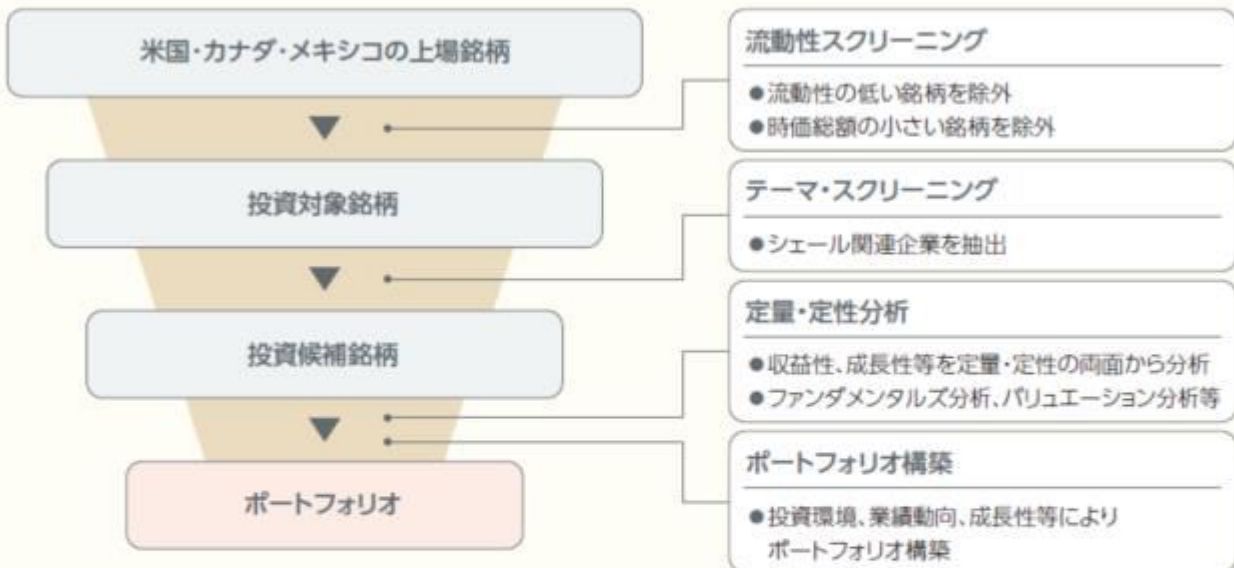 米国・カナダ・メキシコの上場銘柄
流動性スクリーニング
●流動性の低い銘柄を除外
●時価総額の小さい銘柄を除外
投資対象銘柄
テーマ・スクリーニング
●シェール関連企業を抽出
投資候補銘柄
定量・定性分析
●収益性、成長性等を定量・定性の両面から分析
●ファンダメンタルズ分析、バリュエーション分析等
ポートフォリオ
ポートフォリオ構築
●投資環境、業績動向、成長性等により
ポートフォリオ構築